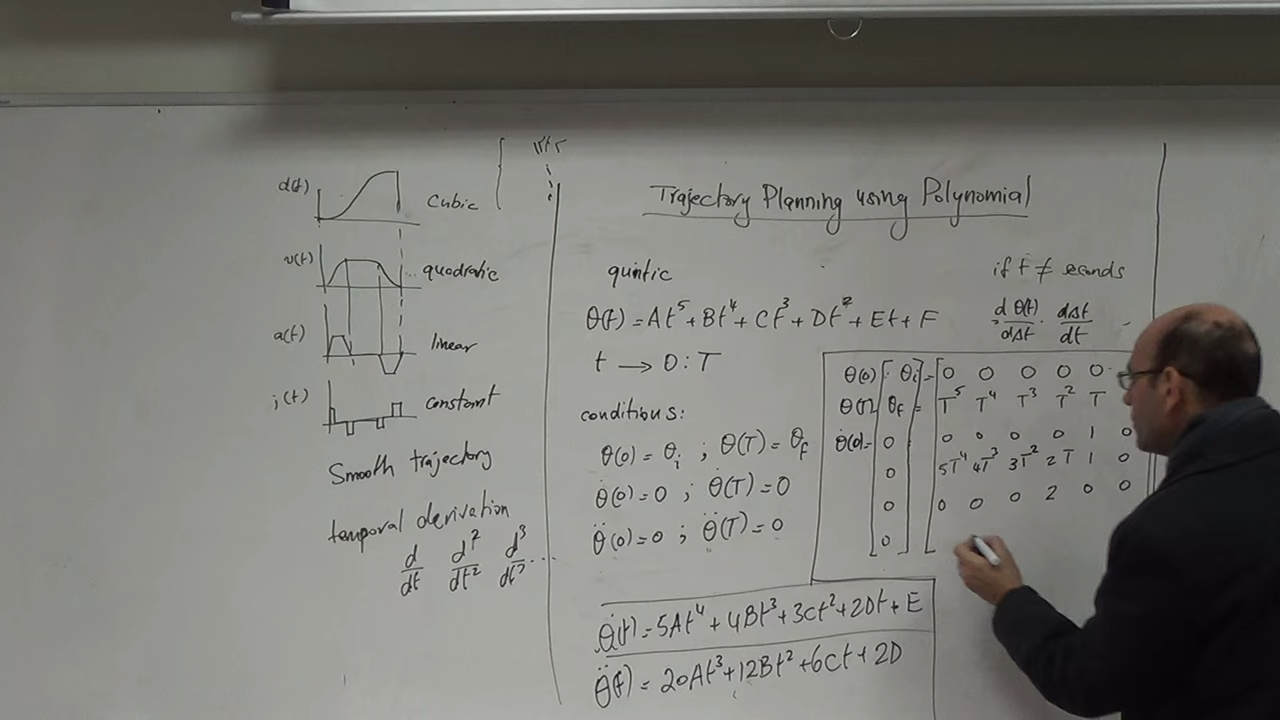 d(t)
cubic
v(t)
quadratic
a(t)
linear
j(t)
constant
Smooth trajectory
temporal derivation
d/dt d²/dt² d³/dt³ ...
Trajectory Planning using Polynomial
quintic
θ(t) = At⁵ + Bt⁴ + Ct³ + Dt² + Et + F
t → 0 : T
conditions:
θ(0) = θi ; θ(T) = θF
θ̇(0) = 0 ; θ̇(T) = 0
θ̈(0) = 0 ; θ̈(T) = 0
θ̇(t) = 5At⁴ + 4Bt³ + 3Ct² + 2Dt + E
θ̈(t) = 20At³ + 12Bt² + 6Ct + 2D
if t ≠ econds
d θ(t)/dΔt · dΔt/dt
θ(0) θi = 0 0 0 0 0
θ(T) θF = T⁵ T⁴ T³ T² T
θ̇(0) = 0 0 0 0 0 1 0
0 5T⁴ 4T³ 3T² 2T 1 0
0 0 0 0 2 0 0
0